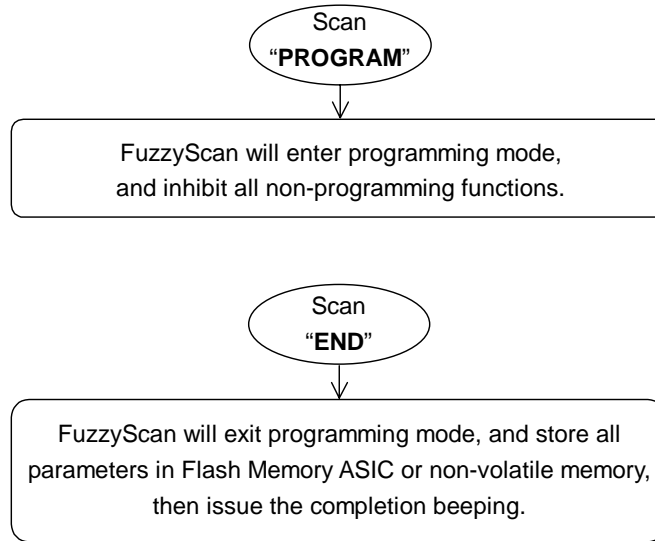 Scan
“PROGRAM”
FuzzyScan will enter programming mode,
and inhibit all non-programming functions.
Scan
“END”
FuzzyScan will exit programming mode, and store all
parameters in Flash Memory ASIC or non-volatile memory,
then issue the completion beeping.